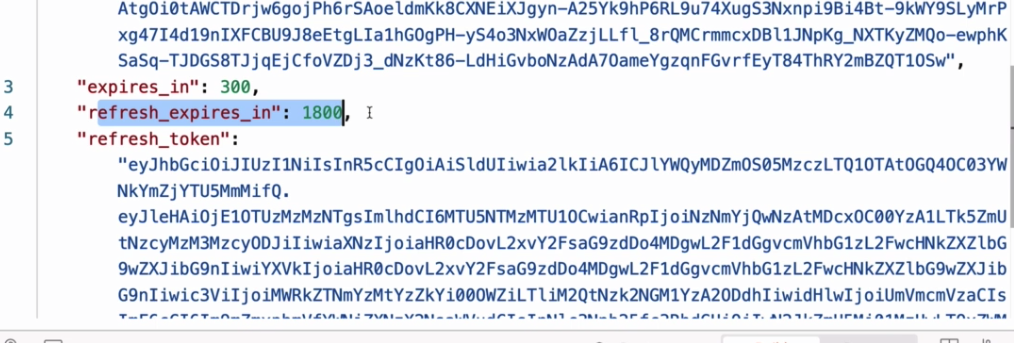 AtgOi0tAWCTDrjw6gojPh6rSAoeldmKk8CXNEiXJgyn-A25Yk9hP6RL9u74XugS3Nxnpi9Bi4Bt-9kWY9SLyMrP
xg47I4d19nIXFCBU9J8eEtgLIa1hGOgPH-yS4o3NxWOaZzjLLfl_8rQMCrmmcxDBl1JNpKg_NXTKyZMQo-ewphK
SaSq-TJDGS8TJjqEjCfoVZDj3_dNzKt86-LdHiGvboNzAdA7OameYgzqnFGvrfEyT84ThRY2mBZQT1OSw",
3 "expires_in": 300,
4 "refresh_expires_in": 1800,
5 "refresh_token":
"eyJhbGciOiJIUzI1NiIsInR5cCIgOiAiSldUIiwia2lkIiA6ICJlYWQyMDZmOS05MzczLTQ1OTAtOGQ4OC03YW
NkYmZjYTU5MmMifQ.
eyJleHAiOjE1OTUzMzMzNTgsImlhdCI6MTU5NTMzMTU1OCwianRpIjoiNzNmYjQwNzAtMDcxOC00YzA1LTk5ZmU
tNzcyMzM3MzcyODJiIiwiaXNzIjoiaHR0cDovL2xvY2FsaG9zdDo4MDgwL2F1dGgvcmVhbG1zL2FwcHNkZXZlbG
9wZXJibG9nIiwiYXVkIjoiaHR0cDovL2xvY2FsaG9zdDo4MDgwL2F1dGgvcmVhbG1zL2FwcHNkZXZlbG9wZXJib
G9nIiwic3ViIjoiMWRkZTNmYzMtYzZkYi00OWZiLTliM2QtNzk2NGM1YzA2ODdhIiwidHlwIjoiUmVmcmVzaCIs